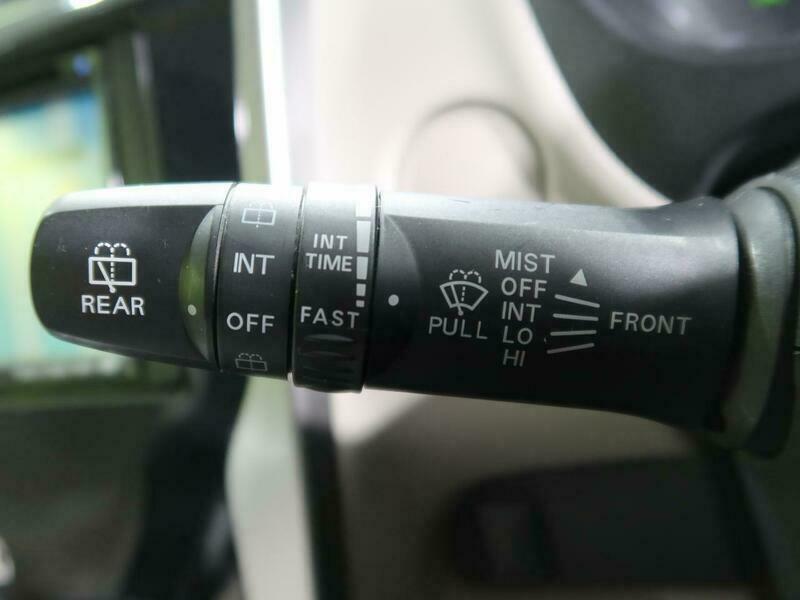 REAR
INT
OFF
INT
TIME
FAST
PULL
MIST
OFF
INT
LO
HI
FRONT